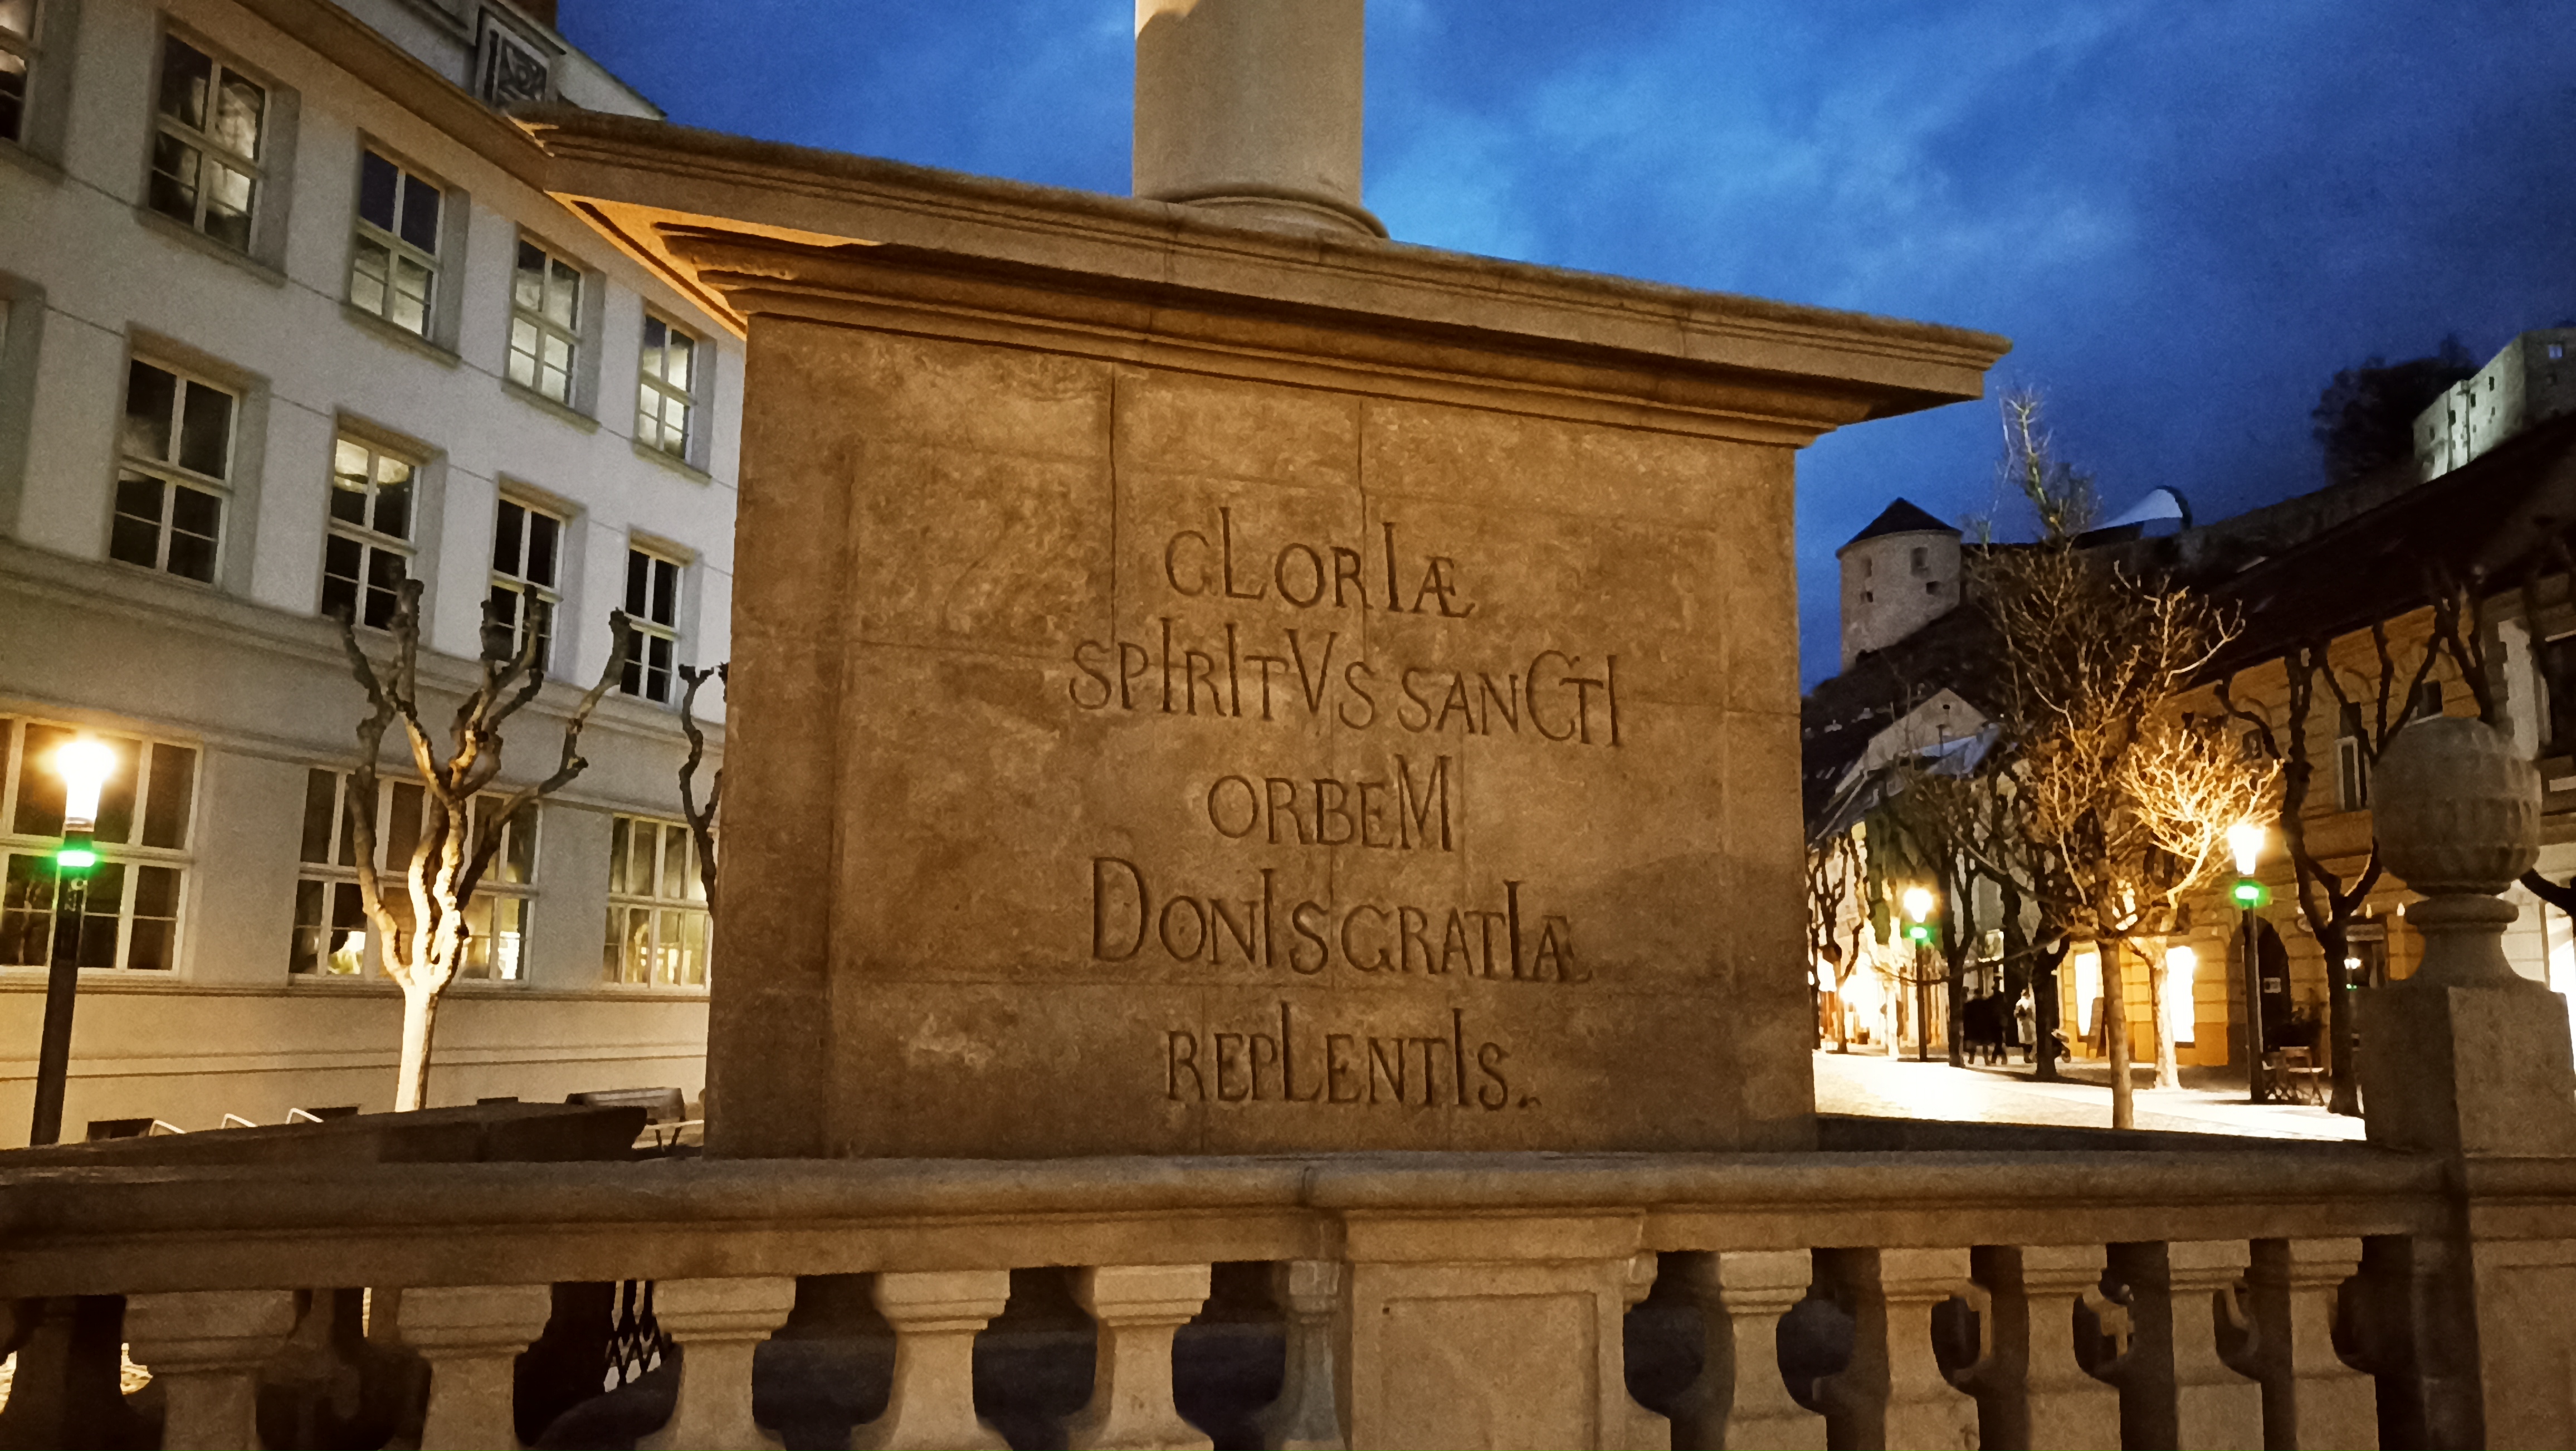 GLORIÆ
SPIRITVS SANCTI
ORBEM
DONIS GRATIÆ
REPLENTIS.